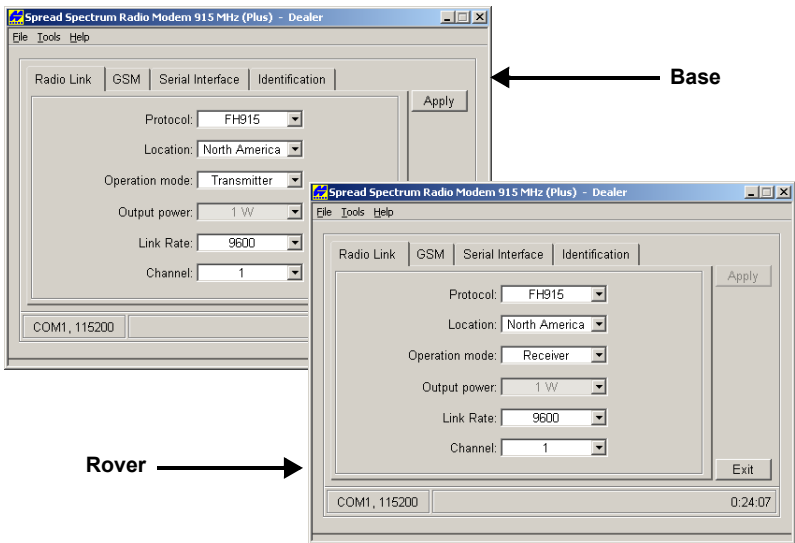 Spread Spectrum Radio Modem 915 MHz (Plus) - Dealer
File Tools Help
Radio Link GSM Serial Interface Identification
Apply
Protocol: FH915
Location: North America
Operation mode: Transmitter
Output power: 1 W
Link Rate: 9600
Channel: 1
COM1, 115200
Base
Spread Spectrum Radio Modem 915 MHz (Plus) - Dealer
File Tools Help
Radio Link GSM Serial Interface Identification
Apply
Protocol: FH915
Location: North America
Operation mode: Receiver
Output power: 1 W
Link Rate: 9600
Channel: 1
Exit
COM1, 115200 0:24:07
Rover